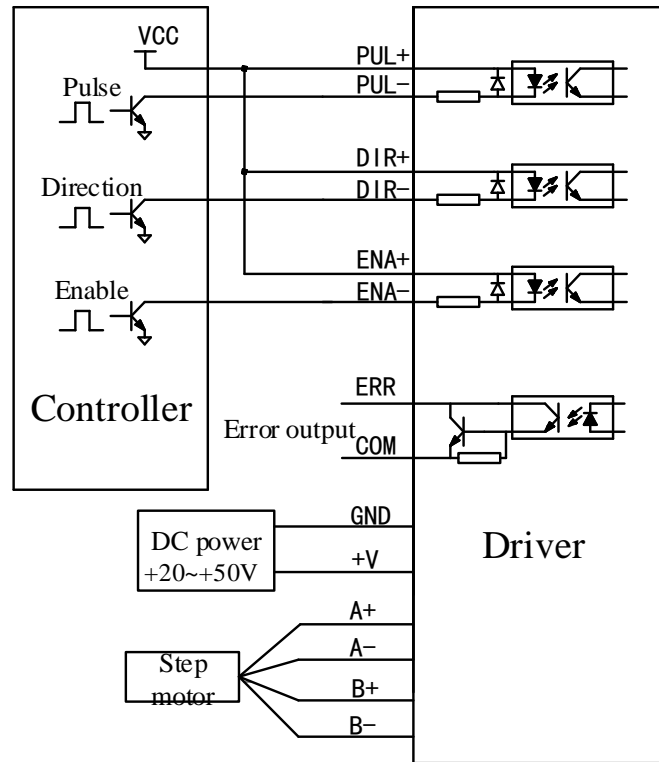 VCC
PUL+
Pulse
PUL-
DIR+
Direction
DIR-
ENA+
Enable
ENA-
Controller
ERR
Error output
COM
Driver
GND
DC power
+20~+50V
+V
A+
Step
motor
A-
B+
B-